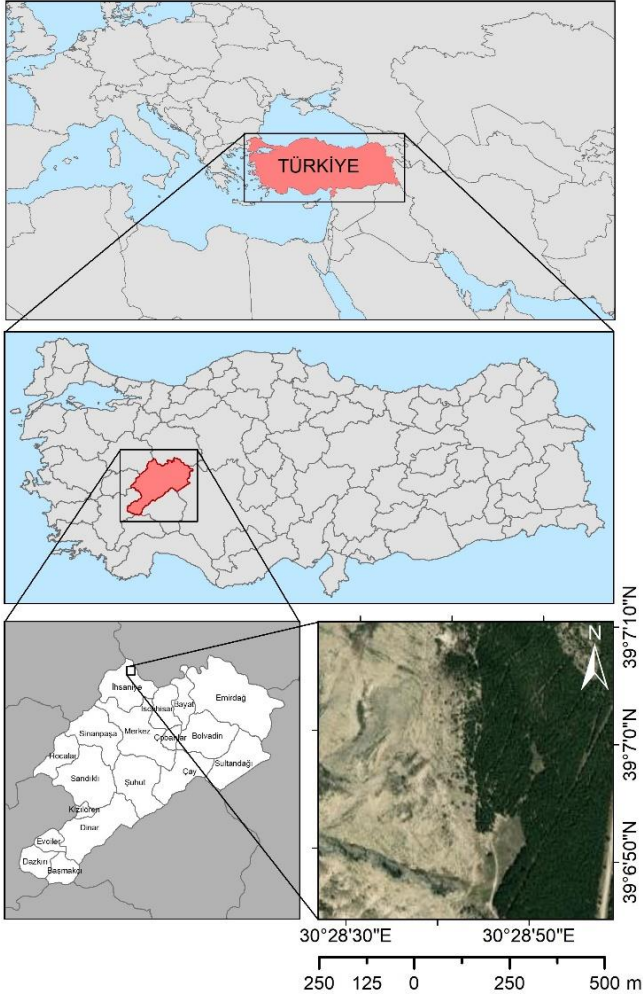 TÜRKİYE
İhsaniye
İscehisar
Bayat
Emirdağ
Sinanpaşa
Merkez
Çobanlar
Bolvadin
Hocalar
Sandıklı
Şuhut
Çay
Sultandağı
Kızılören
Dinar
Evciler
Dazkırı
Başmakçı
N
39°7'10"N
39°7'0"N
39°6'50"N
30°28'30"E 30°28'50"E
250 125 0 250 500 m